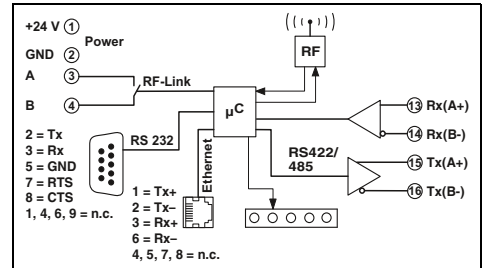 +24 V 1
Power
GND 2
A 3
RF-Link
B 4
RF
µC
13 Rx(A+)
14 Rx(B-)
RS422/
485
15 Tx(A+)
16 Tx(B-)
RS 232
2 = Tx
3 = Rx
5 = GND
7 = RTS
8 = CTS
1, 4, 6, 9 = n.c.
Ethernet
1 = Tx+
2 = Tx–
3 = Rx+
6 = Rx–
4, 5, 7, 8 = n.c.